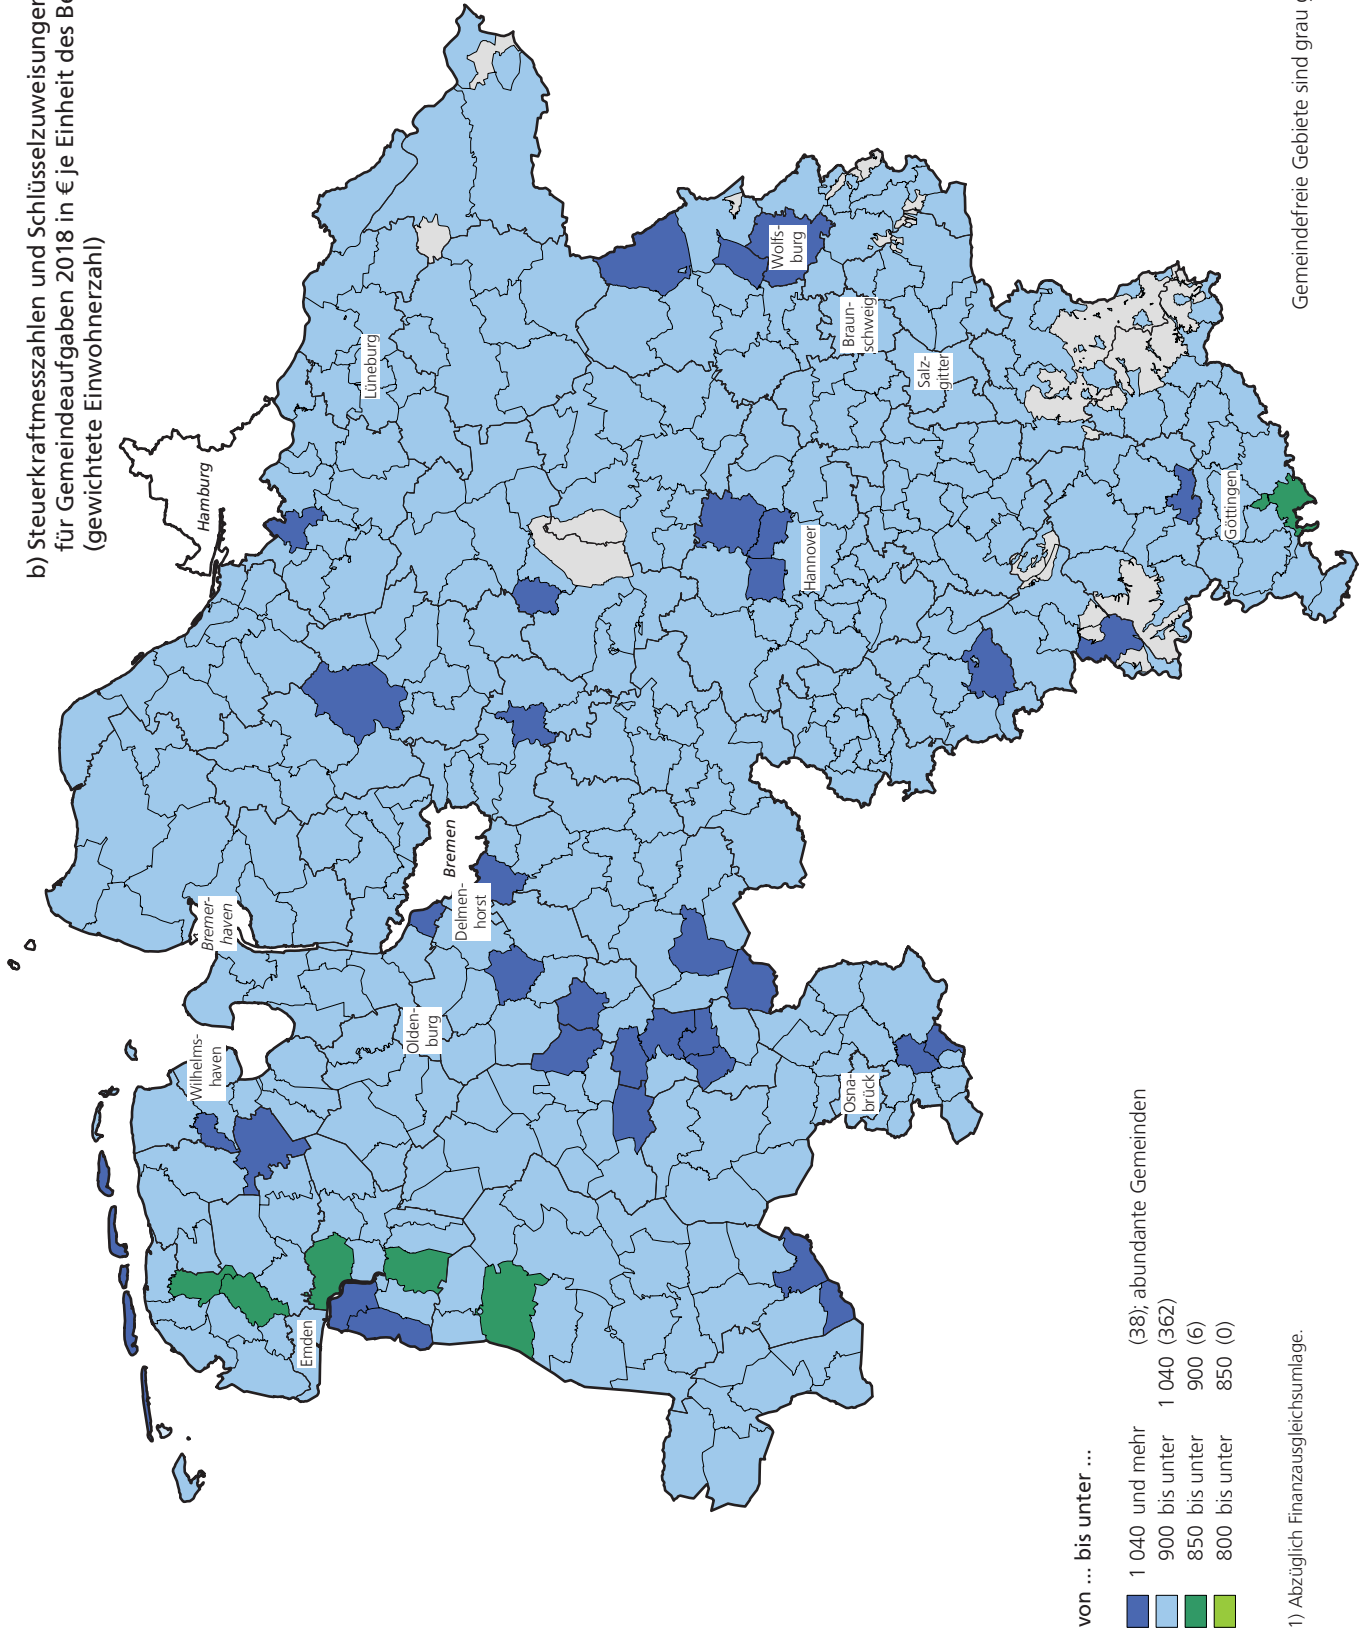 b) Steuerkraftmesszahlen und Schlüsselzuweisungen
für Gemeindeaufgaben 2018 in € je Einheit des
(gewichtete Einwohnerzahl)
Hamburg
Lüneburg
Bremer-
haven
Wilhelms-
haven
Emden
Olden-
burg
Bremen
Delmen-
horst
Wolfs-
burg
Braun-
schweig
Salz-
gitter
Hannover
Osna-
brück
Göttingen
von ... bis unter ...
1 040 und mehr (38); abundante Gemeinden
900 bis unter 1 040 (362)
850 bis unter 900 (6)
800 bis unter 850 (0)
1) Abzüglich Finanzausgleichsumlage.
Gemeindefreie Gebiete sind grau